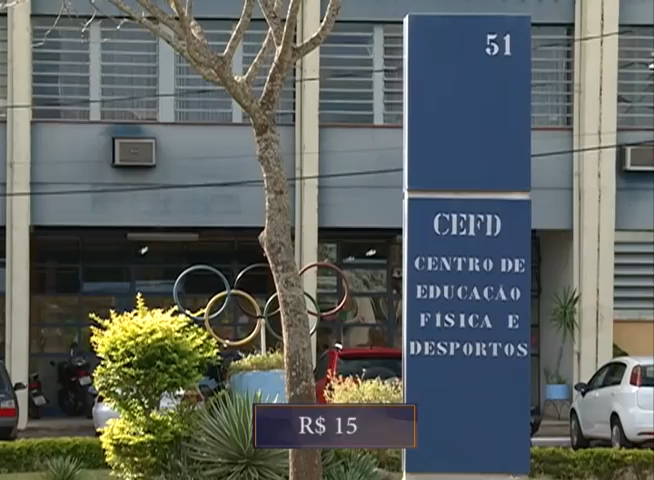 51
CEFD
CENTRO DE
EDUCAÇÃO
FÍSICA E
DESPORTOS
R$ 15